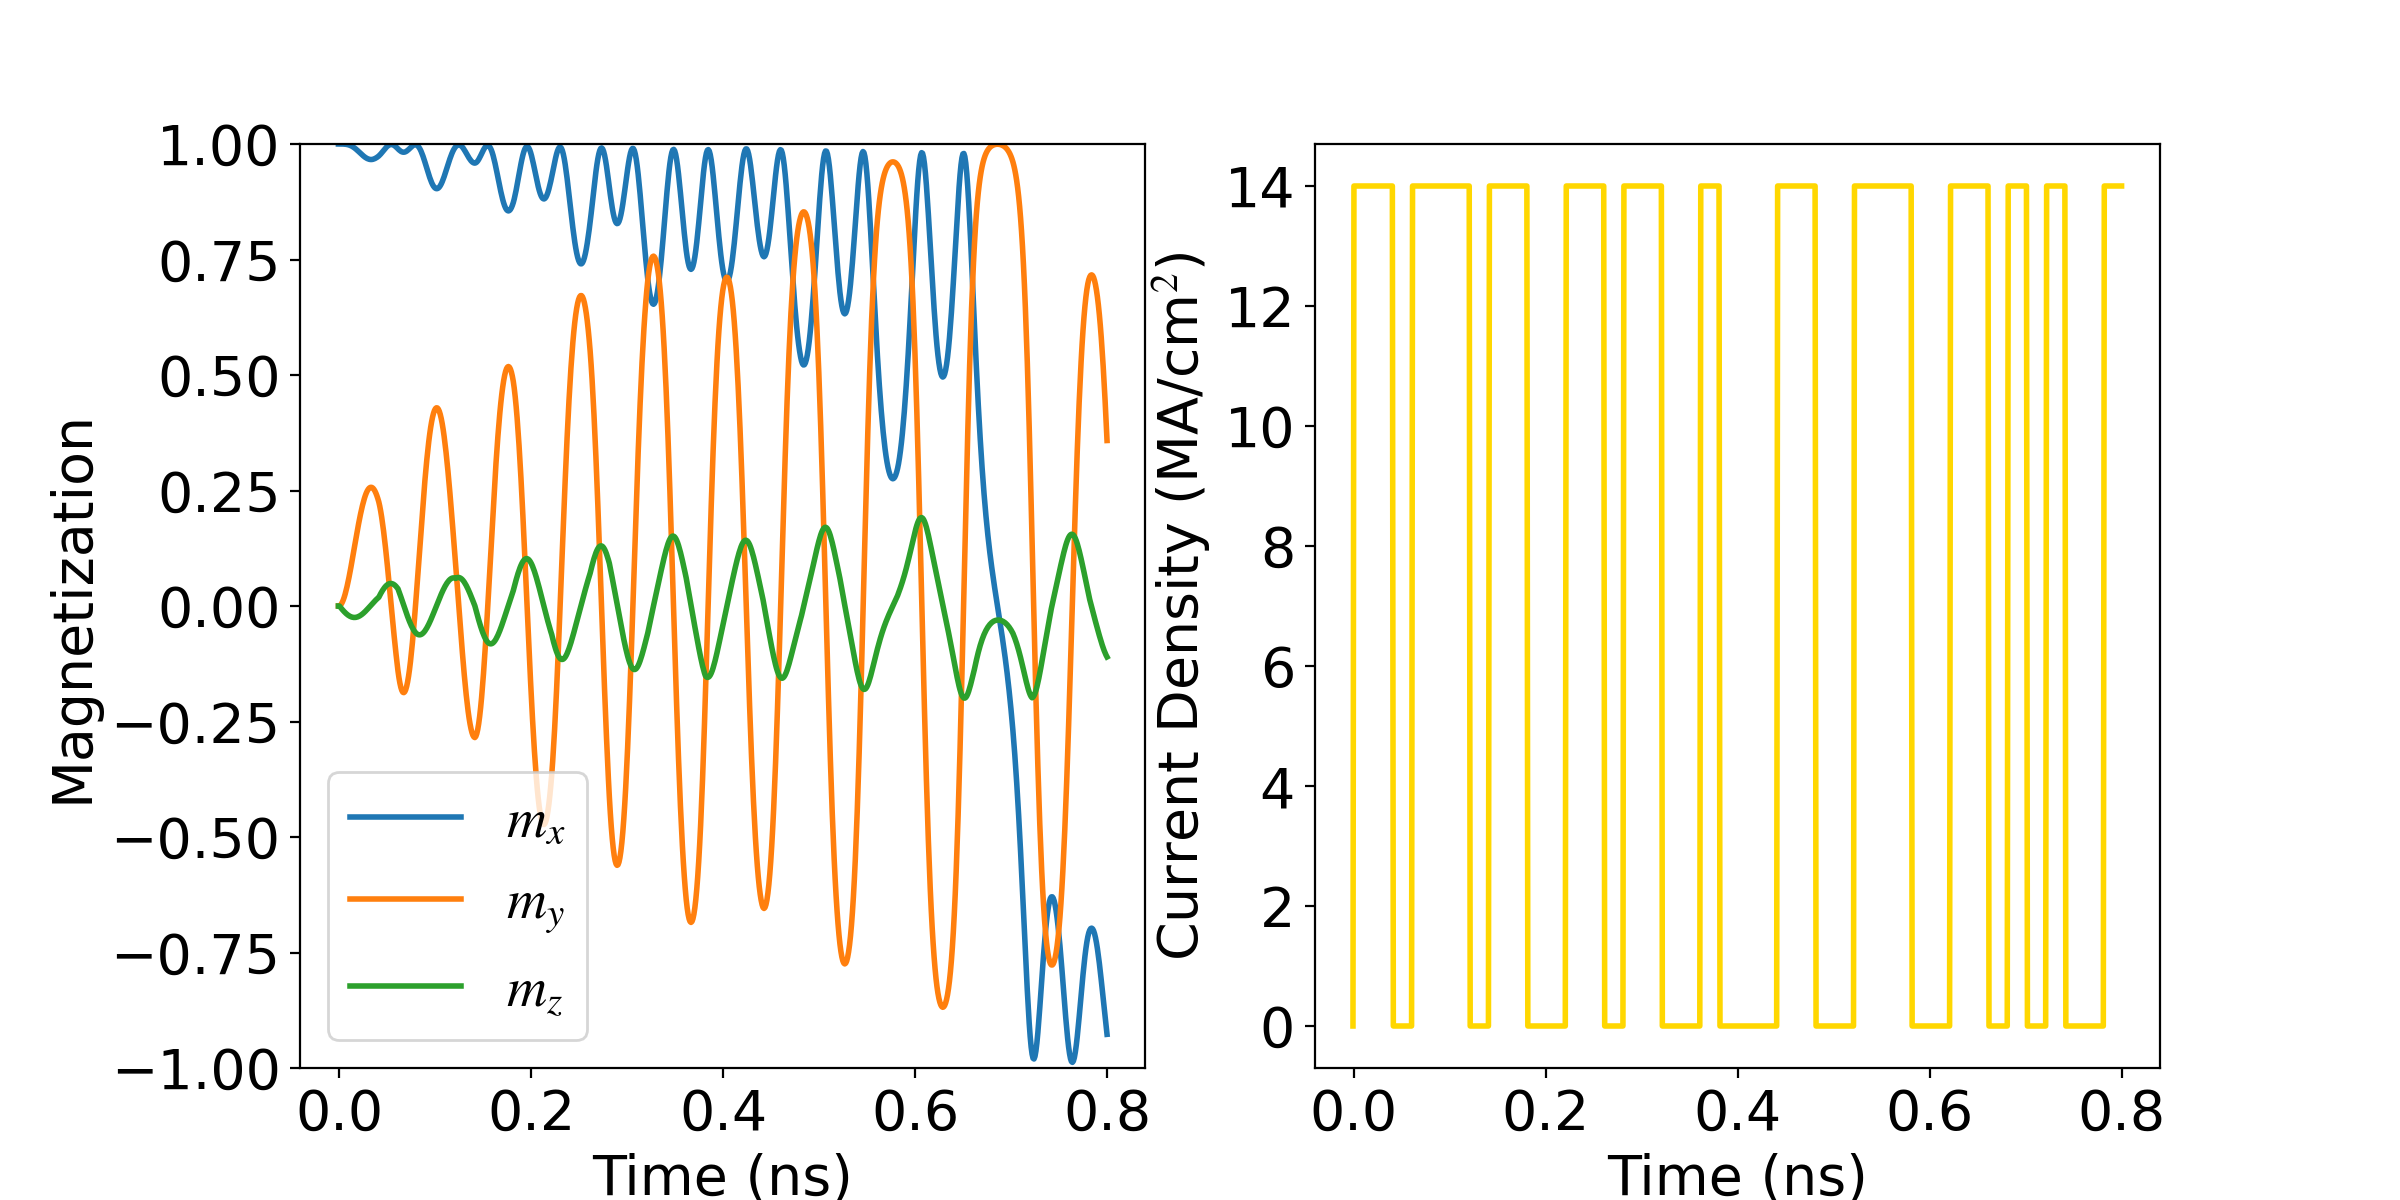 Magnetization
1.00
0.75
0.50
0.25
0.00
−0.25
−0.50
−0.75
−1.00
m_x
m_y
m_z
0.0 0.2 0.4 0.6 0.8
Time (ns)
Current Density (MA/cm²)
14
12
10
8
6
4
2
0
0.0 0.2 0.4 0.6 0.8
Time (ns)